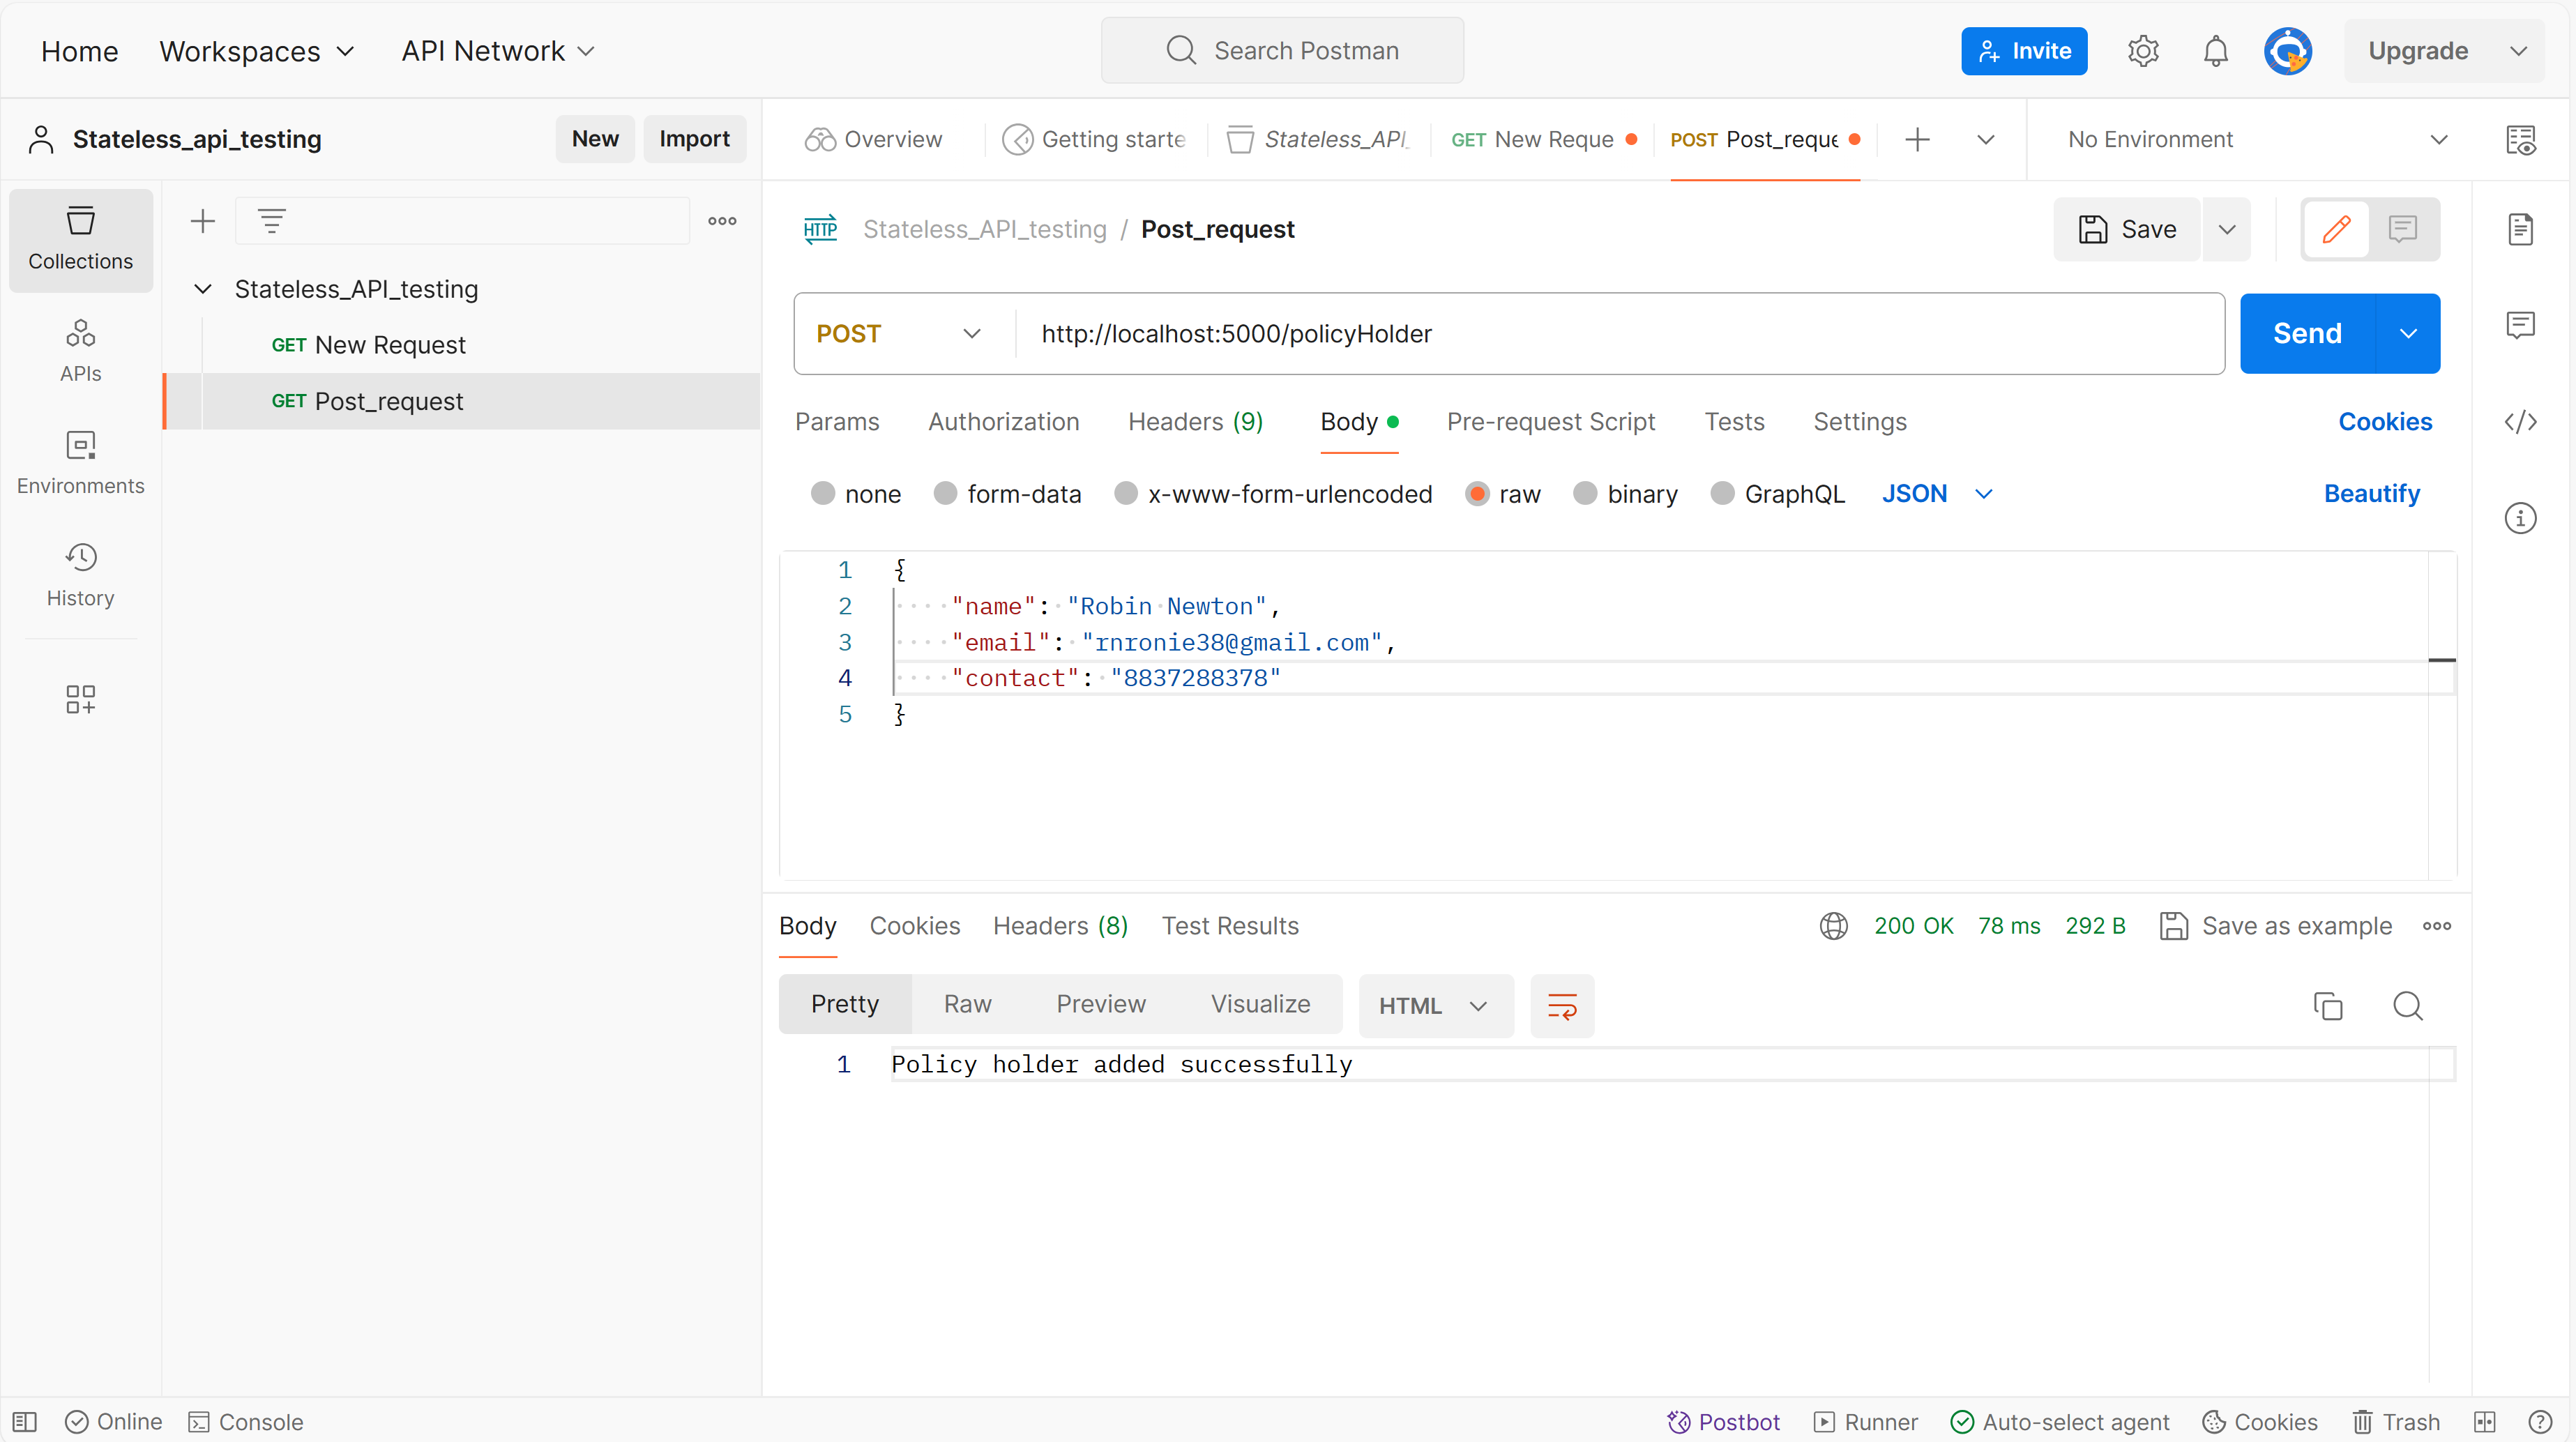 Home Workspaces API Network Search Postman Invite Upgrade
Stateless_api_testing New Import Overview Getting starte Stateless_API_ GET New Reque POST Post_reque No Environment
Collections
APIs
Environments
History
Stateless_API_testing
GET New Request
GET Post_request
HTTP Stateless_API_testing / Post_request Save
POST http://localhost:5000/policyHolder Send
Params Authorization Headers (9) Body Pre-request Script Tests Settings Cookies
none form-data x-www-form-urlencoded raw binary GraphQL JSON Beautify
1 {
2 "name": "Robin Newton",
3 "email": "rnronie38@gmail.com",
4 "contact": "8837288378"
5 }
Body Cookies Headers (8) Test Results 200 OK 78 ms 292 B Save as example
Pretty Raw Preview Visualize HTML
1 Policy holder added successfully
Online Console Postbot Runner Auto-select agent Cookies Trash